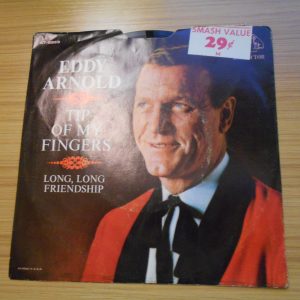 SMASH VALUE
29¢
EDDY
ARNOLD
TIP
OF MY
FINGERS
LONG, LONG
FRIENDSHIP